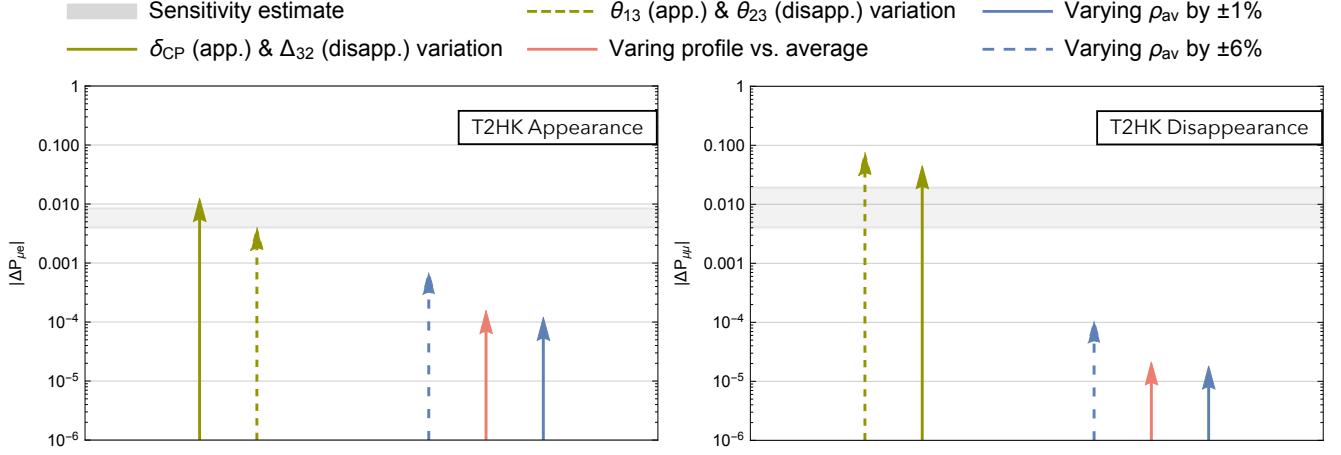 Sensitivity estimate
θ13 (app.) & θ23 (disapp.) variation
Varying ρav by ±1%
δCP (app.) & Δ32 (disapp.) variation
Varing profile vs. average
Varying ρav by ±6%
T2HK Appearance
1
0.100
0.010
0.001
10⁻⁴
10⁻⁵
10⁻⁶
|ΔPμe|
T2HK Disappearance
1
0.100
0.010
0.001
10⁻⁴
10⁻⁵
10⁻⁶
|ΔPμμ|